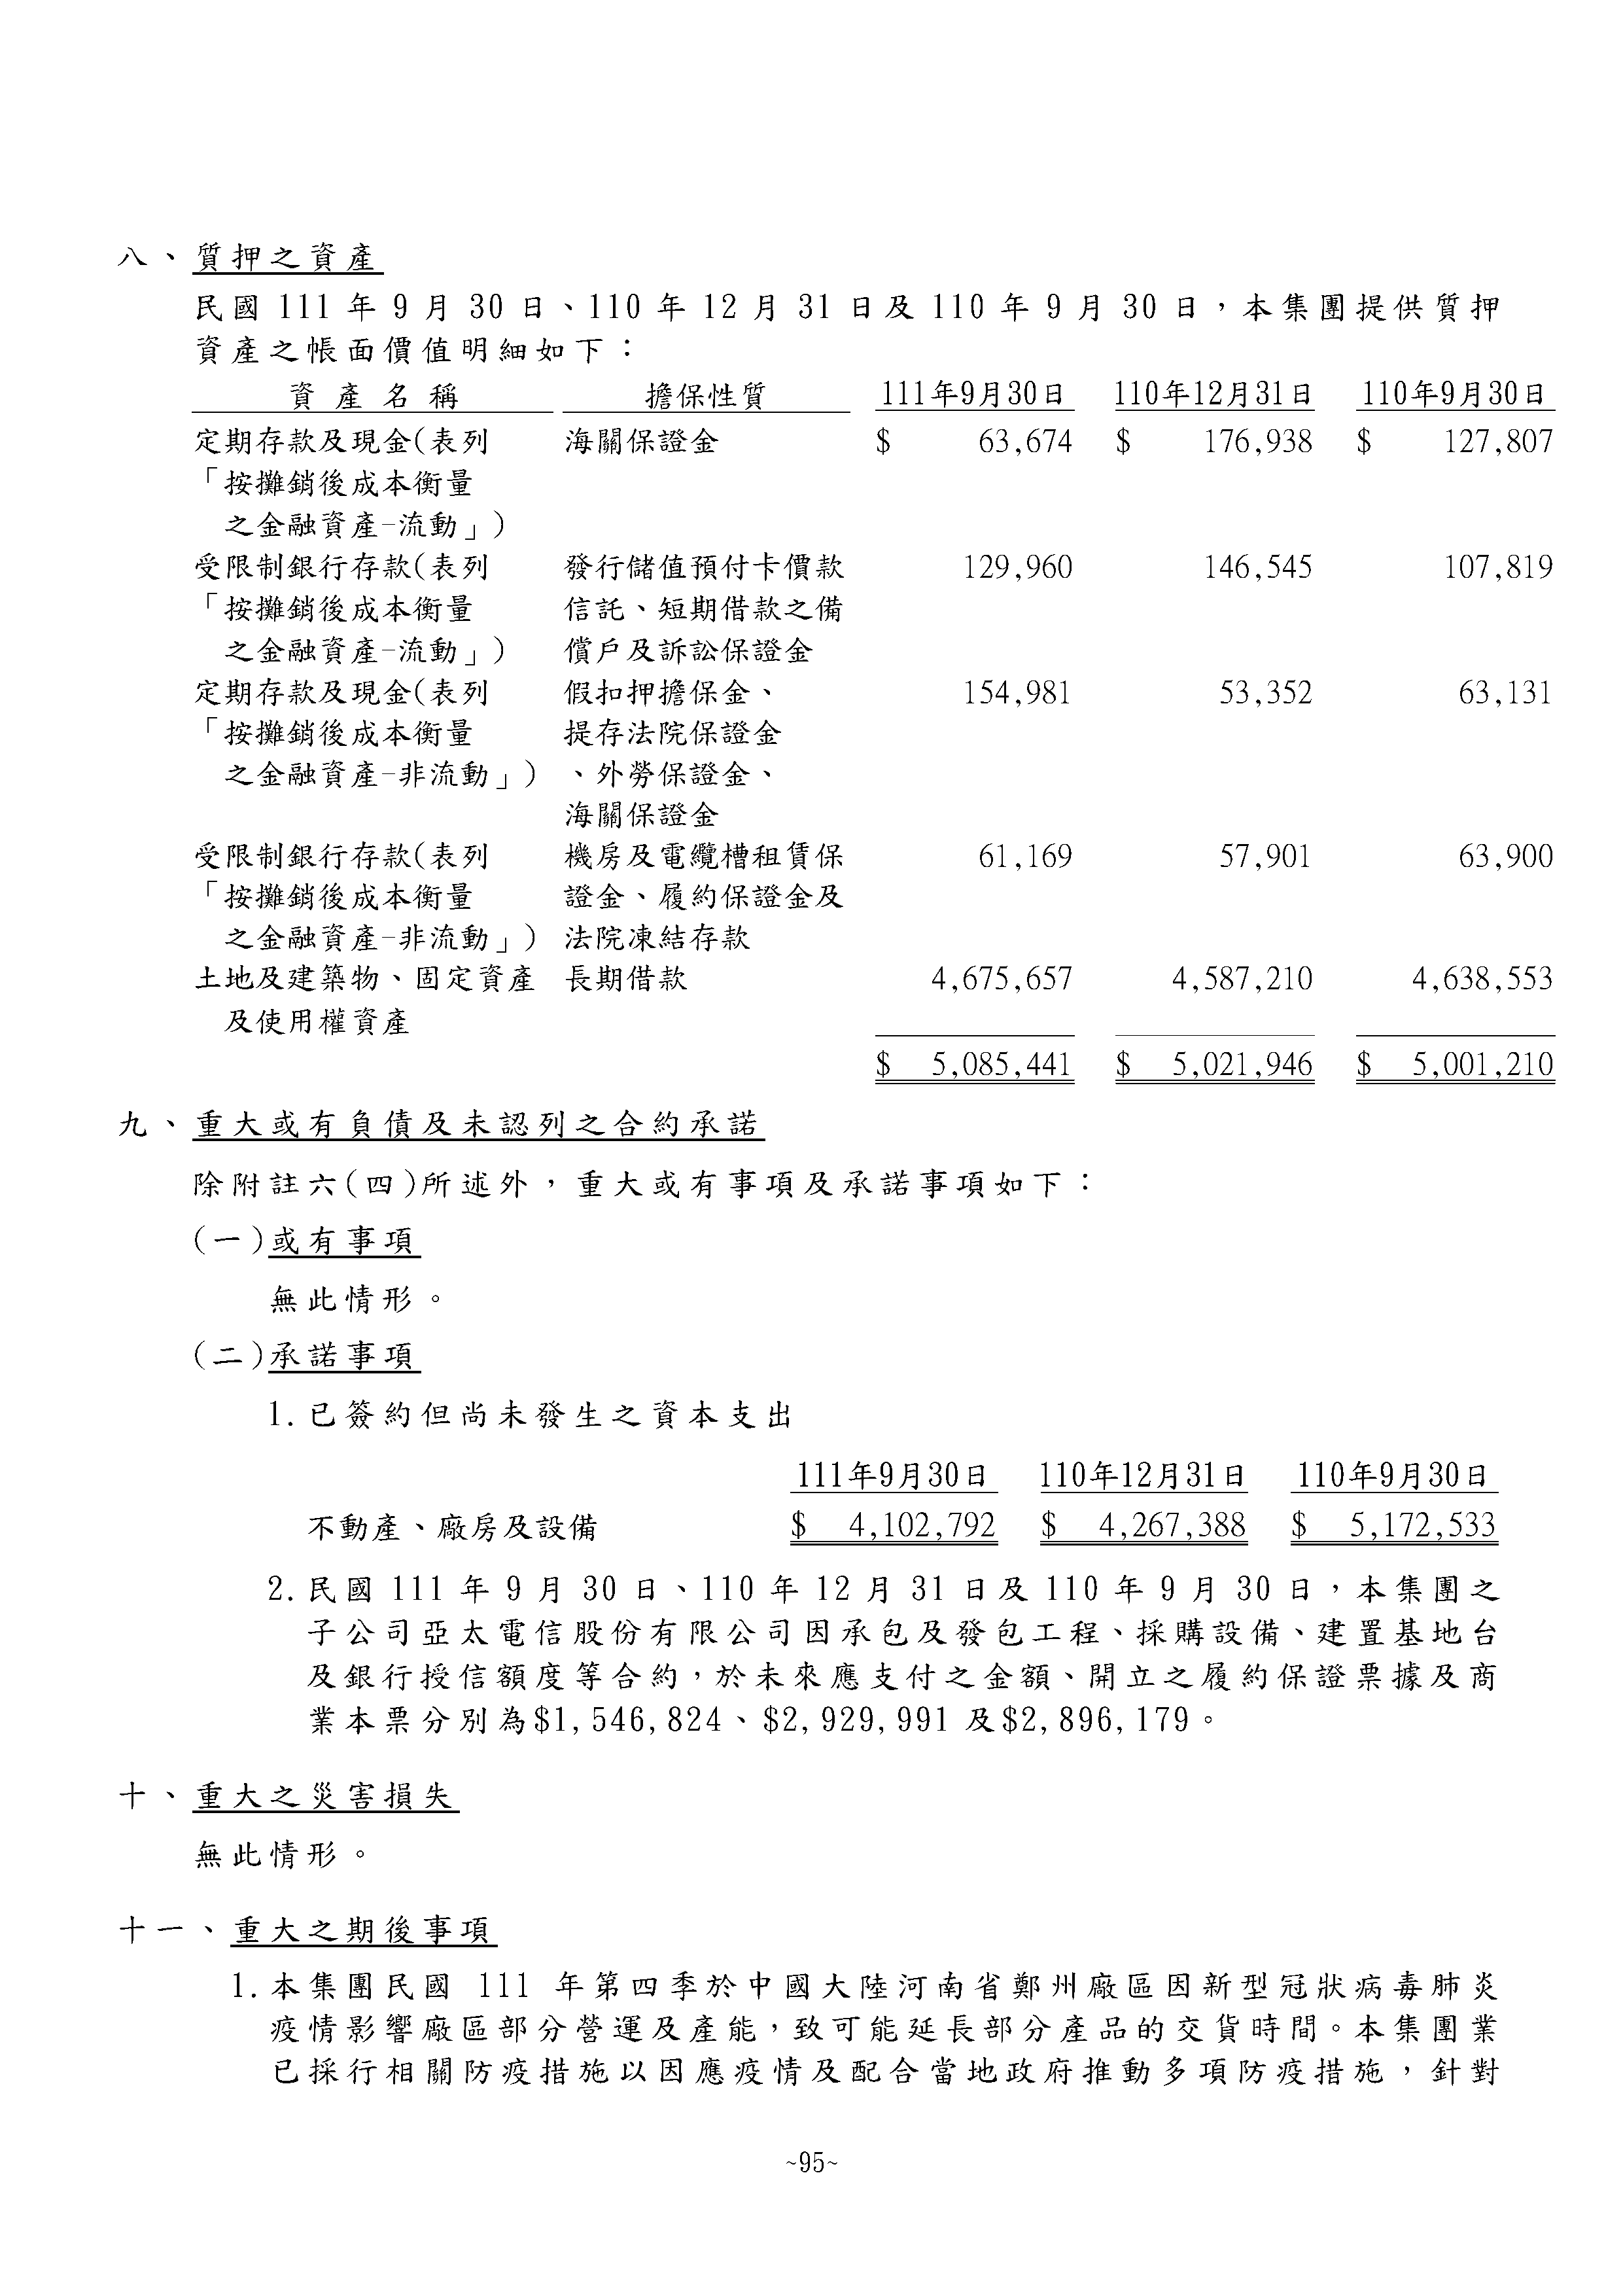 八、質押之資產
民國 111 年 9 月 30 日、110 年 12 月 31 日及 110 年 9 月 30 日，本集團提供質押
資產之帳面價值明細如下：
資 產 名 稱 擔保性質 111年9月30日 110年12月31日 110年9月30日
定期存款及現金(表列 海關保證金 $ 63,674 $ 176,938 $ 127,807
「按攤銷後成本衡量
之金融資產-流動」)
受限制銀行存款(表列 發行儲值預付卡價款 129,960 146,545 107,819
「按攤銷後成本衡量 信託、短期借款之備
之金融資產-流動」) 償戶及訴訟保證金
定期存款及現金(表列 假扣押擔保金、 154,981 53,352 63,131
「按攤銷後成本衡量 提存法院保證金
之金融資產-非流動」) 、外勞保證金、
海關保證金
受限制銀行存款(表列 機房及電纜槽租賃保 61,169 57,901 63,900
「按攤銷後成本衡量 證金、履約保證金及
之金融資產-非流動」) 法院凍結存款
土地及建築物、固定資產 長期借款 4,675,657 4,587,210 4,638,553
及使用權資產
$ 5,085,441 $ 5,021,946 $ 5,001,210
九、重大或有負債及未認列之合約承諾
除附註六(四)所述外，重大或有事項及承諾事項如下：
(一)或有事項
無此情形。
(二)承諾事項
1.已簽約但尚未發生之資本支出
111年9月30日 110年12月31日 110年9月30日
不動產、廠房及設備 $ 4,102,792 $ 4,267,388 $ 5,172,533
2.民國 111 年 9 月 30 日、110 年 12 月 31 日及 110 年 9 月 30 日，本集團之
子公司亞太電信股份有限公司因承包及發包工程、採購設備、建置基地台
及銀行授信額度等合約，於未來應支付之金額、開立之履約保證票據及商
業本票分別為$1,546,824、$2,929,991 及$2,896,179。
十、重大之災害損失
無此情形。
十一、重大之期後事項
1.本集團民國 111 年第四季於中國大陸河南省鄭州廠區因新型冠狀病毒肺炎
疫情影響廠區部分營運及產能，致可能延長部分產品的交貨時間。本集團業
已採行相關防疫措施以因應疫情及配合當地政府推動多項防疫措施，針對
~95~